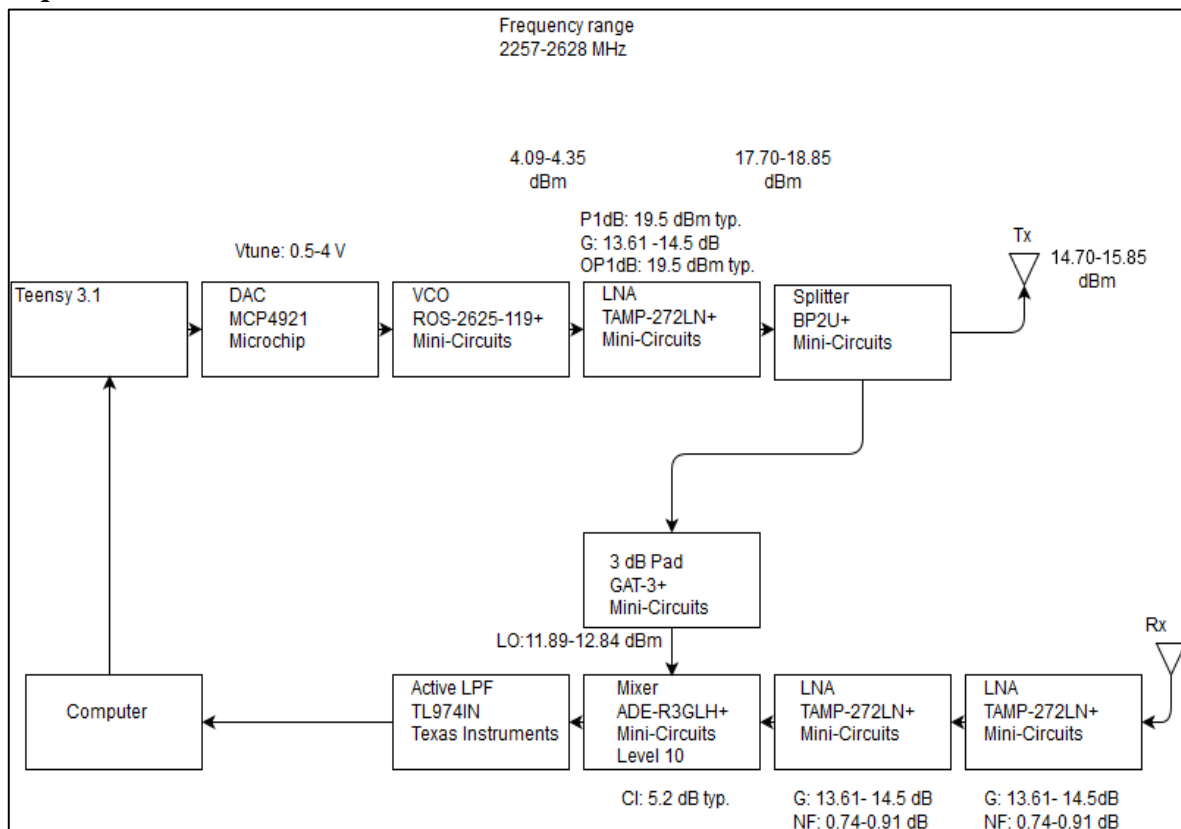 Frequency range
2257-2628 MHz
4.09-4.35
dBm
17.70-18.85
dBm
P1dB: 19.5 dBm typ.
G: 13.61 -14.5 dB
OP1dB: 19.5 dBm typ.
Vtune: 0.5-4 V
Tx
14.70-15.85
dBm
Teensy 3.1
DAC
MCP4921
Microchip
VCO
ROS-2625-119+
Mini-Circuits
LNA
TAMP-272LN+
Mini-Circuits
Splitter
BP2U+
Mini-Circuits
3 dB Pad
GAT-3+
Mini-Circuits
LO:11.89-12.84 dBm
Rx
Computer
Active LPF
TL974IN
Texas Instruments
Mixer
ADE-R3GLH+
Mini-Circuits
Level 10
LNA
TAMP-272LN+
Mini-Circuits
LNA
TAMP-272LN+
Mini-Circuits
Cl: 5.2 dB typ.
G: 13.61- 14.5 dB
NF: 0.74-0.91 dB
G: 13.61- 14.5dB
NF: 0.74-0.91 dB